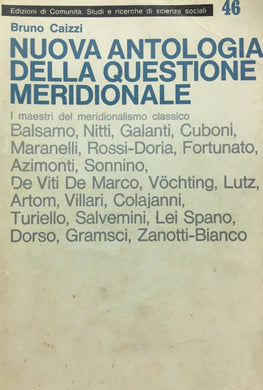 Edizioni di Comunità. Studi e ricerche di scienze sociali 46
Bruno Caizzi
NUOVA ANTOLOGIA
DELLA QUESTIONE
MERIDIONALE
I maestri del meridionalismo classico
Balsamo, Nitti, Galanti, Cuboni,
Maranelli, Rossi-Doria, Fortunato,
Azimonti, Sonnino,
De Viti De Marco, Vöchting, Lutz,
Artom, Villari, Colajanni,
Turiello, Salvemini, Lei Spano,
Dorso, Gramsci, Zanotti-Bianco